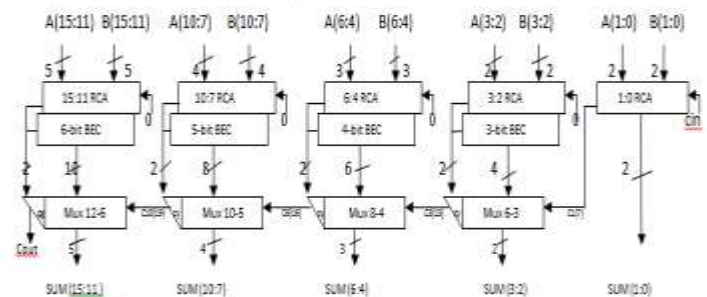 A(15:11) B(15:11) A(10:7) B(10:7) A(6:4) B(6:4) A(3:2) B(3:2) A(1:0) B(1:0)
5 5 4 4 3 3 2 2 2 2
15:11 RCA 10:7 RCA 6:4 RCA 3:2 RCA 1:0 RCA
0 0 0 0 Cin
6-bit BEC 5-bit BEC 4-bit BEC 3-bit BEC
2 10 2 8 2 6 2 4 2
Mux 12-6 Mux 10-5 Mux 8-4 Mux 6-3
Cout 5 4 3 2
SUM(15:11) SUM(10:7) SUM(6:4) SUM(3:2) SUM(1:0)